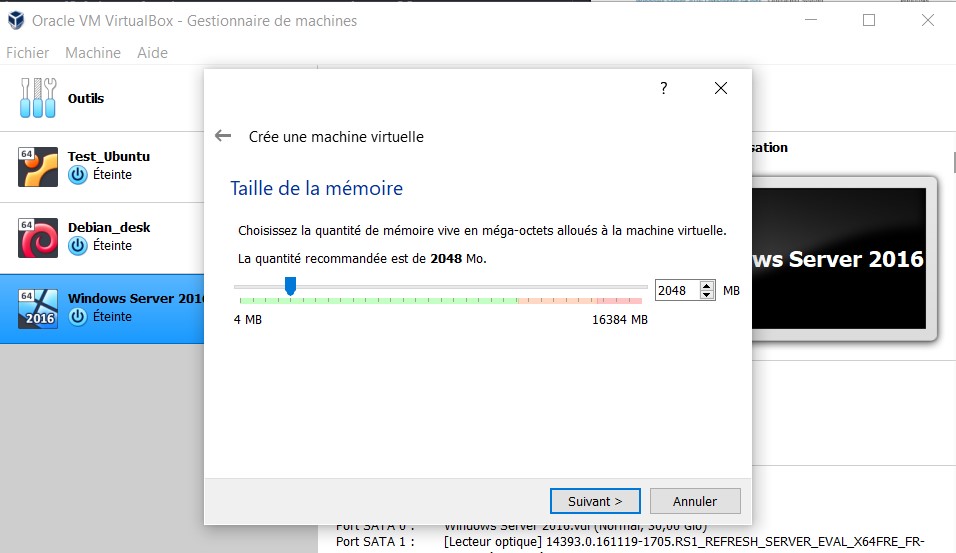 Oracle VM VirtualBox - Gestionnaire de machines
Fichier Machine Aide
Outils
64
Test_Ubuntu
Éteinte
64
Debian_desk
Éteinte
64
2016
Windows Server 201
Éteinte
?
Crée une machine virtuelle
Taille de la mémoire
Choisissez la quantité de mémoire vive en méga-octets alloués à la machine virtuelle.
La quantité recommandée est de 2048 Mo.
2048 MB
4 MB
16384 MB
Suivant >
Annuler
sation
ws Server 2016
Port SATA 0 : Windows Server 2016.vdi (Normal, 50,00 Gio)
Port SATA 1 : [Lecteur optique] 14393.0.161119-1705.RS1_REFRESH_SERVER_EVAL_X64FRE_FR-